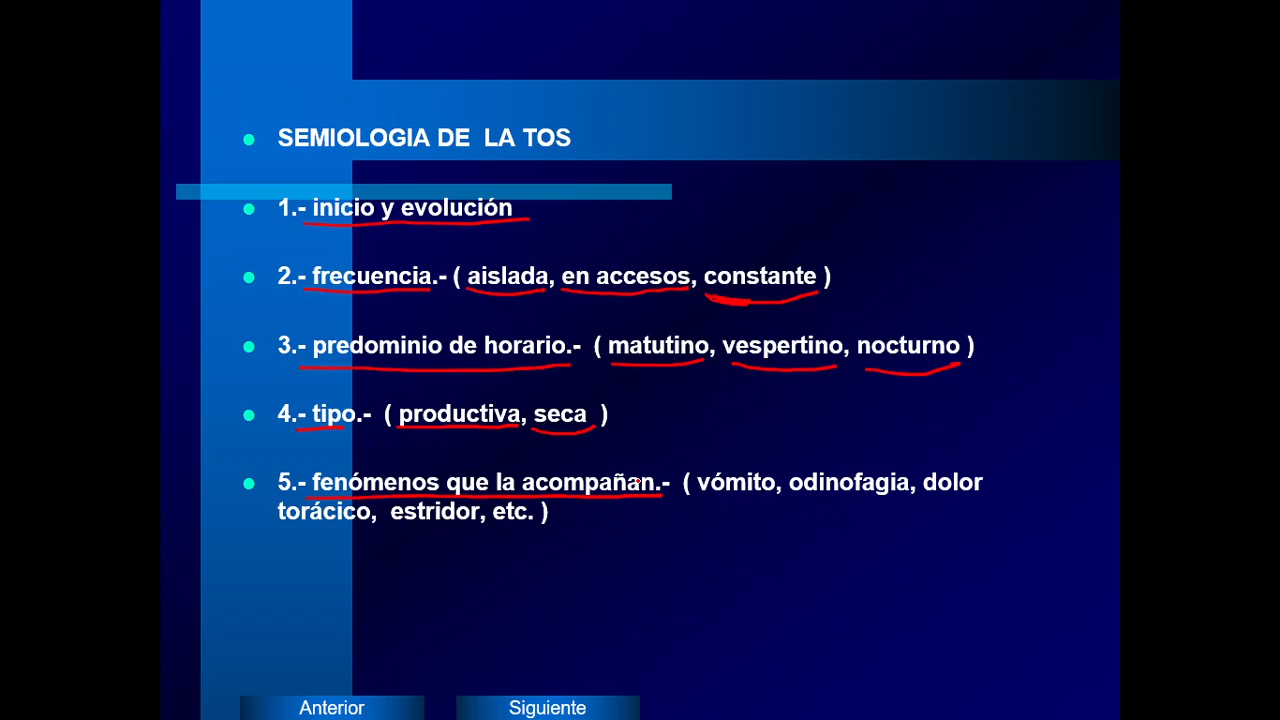 SEMIOLOGIA DE LA TOS
1.- inicio y evolución
2.- frecuencia.- ( aislada, en accesos, constante )
3.- predominio de horario.- ( matutino, vespertino, nocturno )
4.- tipo.- ( productiva, seca )
5.- fenómenos que la acompañan.- ( vómito, odinofagia, dolor
torácico, estridor, etc. )
Anterior
Siguiente